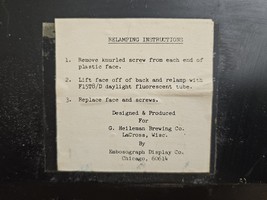 RELAMPING INSTRUCTIONS
1. Remove knurled screw from each end of
plastic face.
2. Lift face off of back and relamp with
F15T8/D daylight fluorescent tube.
3. Replace face and screws.
Designed & Produced
For
G. Heileman Brewing Co.
LaCross, Wisc.
By
Embosograph Display Co.
Chicago, 60614